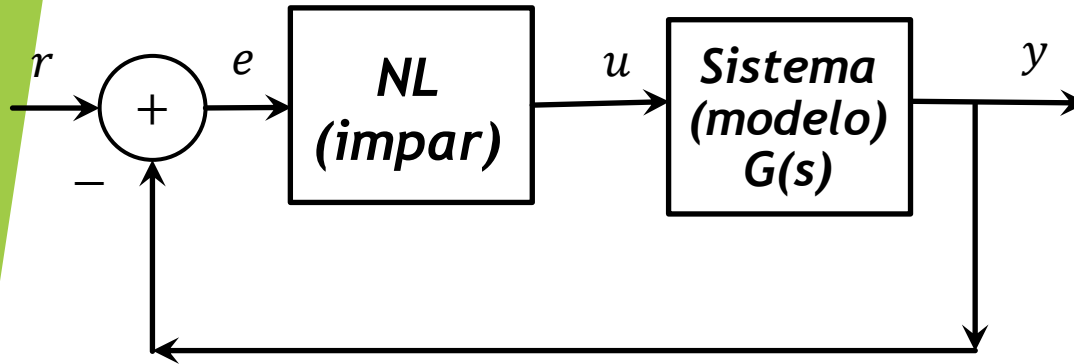 r
+
−
e
NL
(impar)
u
Sistema
(modelo)
G(s)
y